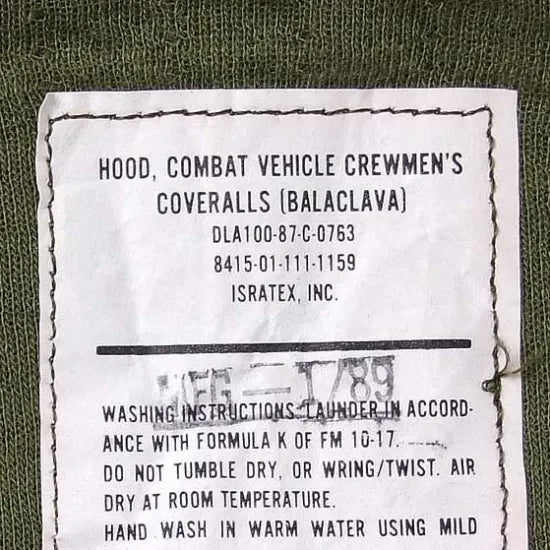 HOOD, COMBAT VEHICLE CREWMEN'S
COVERALLS (BALACLAVA)
DLA100-87-C-0763
8415-01-111-1159
ISRATEX, INC.
MFG — 1/89
WASHING INSTRUCTIONS: LAUNDER IN ACCORD-
ANCE WITH FORMULA K OF FM 10-17.
DO NOT TUMBLE DRY, OR WRING/TWIST. AIR
DRY AT ROOM TEMPERATURE.
HAND WASH IN WARM WATER USING MILD